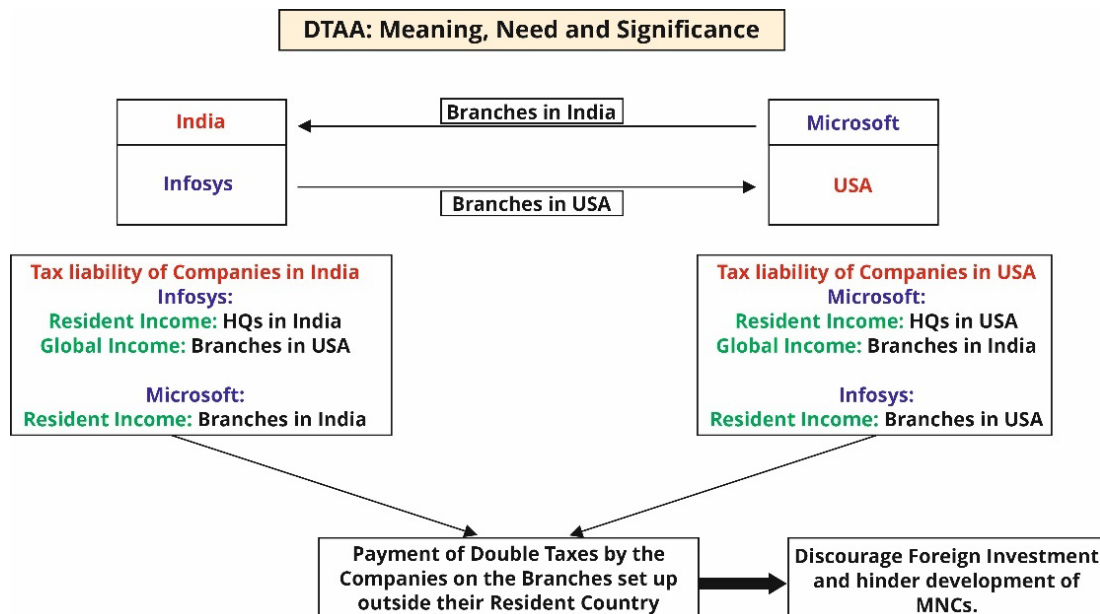 DTAA: Meaning, Need and Significance
India
Branches in India
Microsoft
Infosys
Branches in USA
USA
Tax liability of Companies in India
Infosys:
Resident Income: HQs in India
Global Income: Branches in USA
Microsoft:
Resident Income: Branches in India
Tax liability of Companies in USA
Microsoft:
Resident Income: HQs in USA
Global Income: Branches in India
Infosys:
Resident Income: Branches in USA
Payment of Double Taxes by the
Companies on the Branches set up
outside their Resident Country
Discourage Foreign Investment
and hinder development of
MNCs.